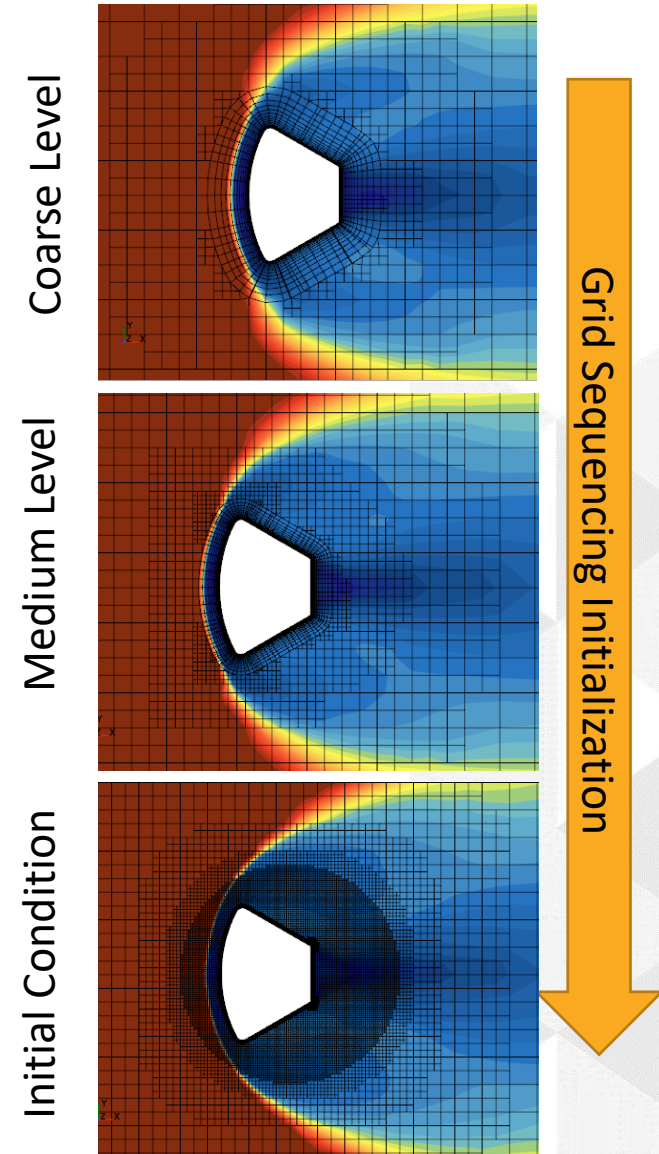 Coarse Level
Y
Z X
Medium Level
Y
Z X
Initial Condition
Y
Z X
Grid Sequencing Initialization